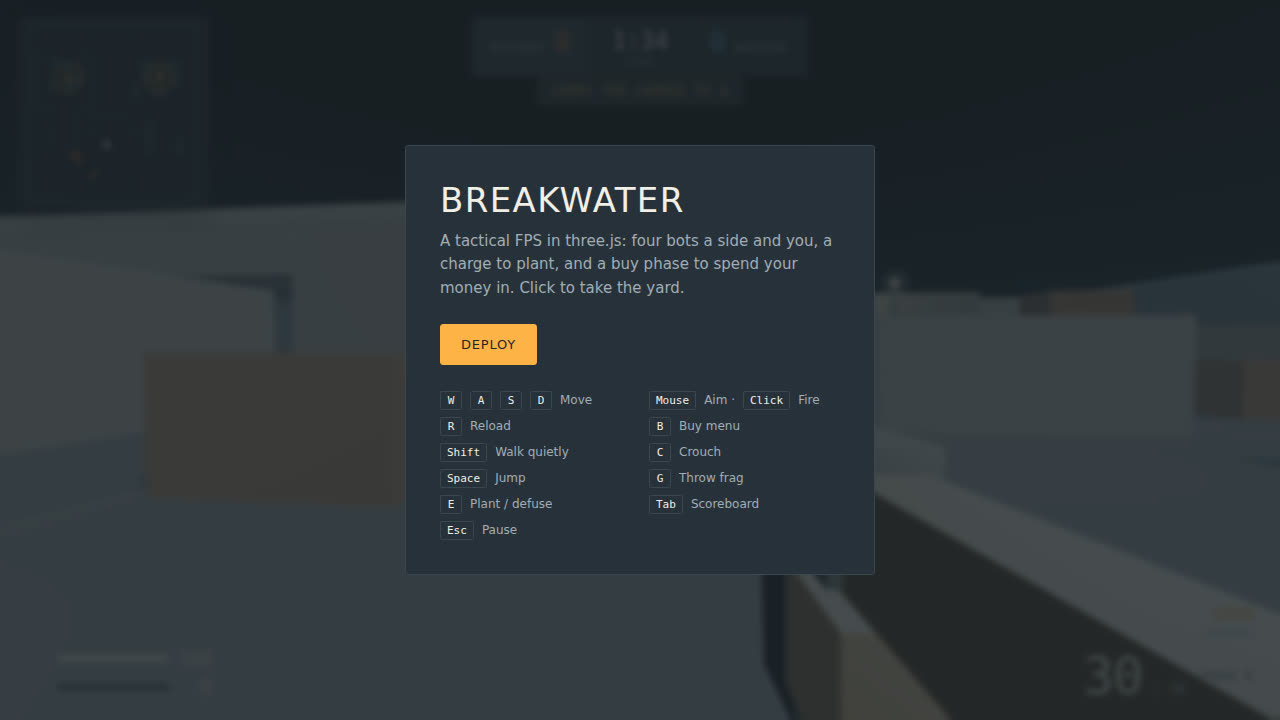 1:34
BREAKWATER
A tactical FPS in three.js: four bots a side and you, a
charge to plant, and a buy phase to spend your
money in. Click to take the yard.
DEPLOY
W A S D Move
Mouse Aim · Click Fire
R Reload
B Buy menu
Shift Walk quietly
C Crouch
Space Jump
G Throw frag
E Plant / defuse
Tab Scoreboard
Esc Pause
30